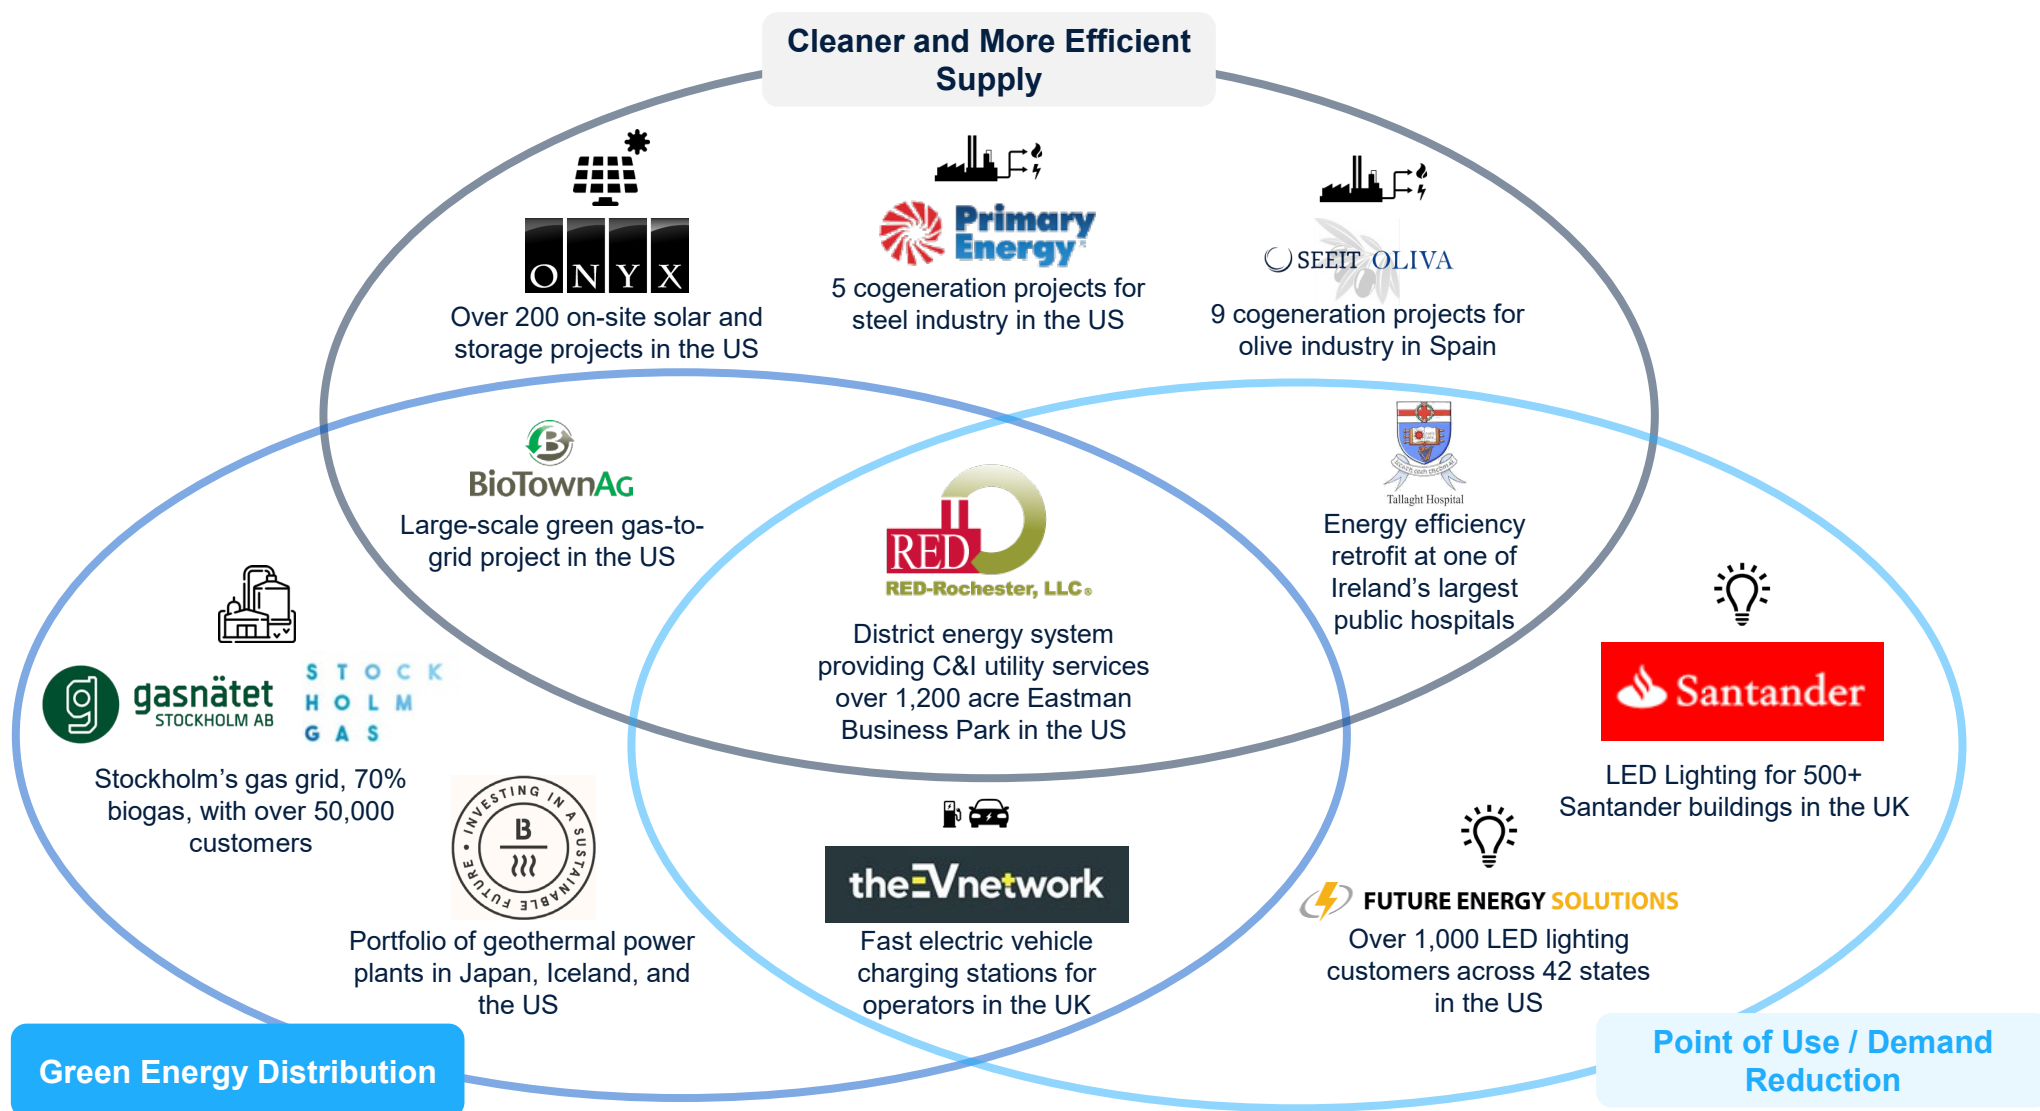 Cleaner and More Efficient
Supply
ONYX
Over 200 on-site solar and
storage projects in the US
Primary
Energy
5 cogeneration projects for
steel industry in the US
SEEIT OLIVA
9 cogeneration projects for
olive industry in Spain
B
BioTownAG
Large-scale green gas-to-
grid project in the US
RED
RED-Rochester, LLC®
District energy system
providing C&I utility services
over 1,200 acre Eastman
Business Park in the US
Tallaght Hospital
Energy efficiency
retrofit at one of
Ireland’s largest
public hospitals
g
gasnätet
STOCKHOLM AB
STOCK
HOLM
GAS
Stockholm’s gas grid, 70%
biogas, with over 50,000
customers
INVESTING IN A SUSTAINABLE FUTURE •
B
Portfolio of geothermal power
plants in Japan, Iceland, and
the US
theEVnetwork
Fast electric vehicle
charging stations for
operators in the UK
Santander
LED Lighting for 500+
Santander buildings in the UK
FUTURE ENERGY SOLUTIONS
Over 1,000 LED lighting
customers across 42 states
in the US
Green Energy Distribution
Point of Use / Demand
Reduction